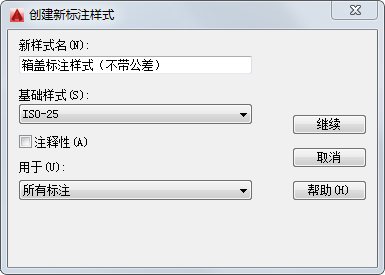 创建新标注样式
新样式名(N):
箱盖标注样式（不带公差）
基础样式(S):
ISO-25
继续
注释性(A)
取消
用于(U):
所有标注
帮助(H)